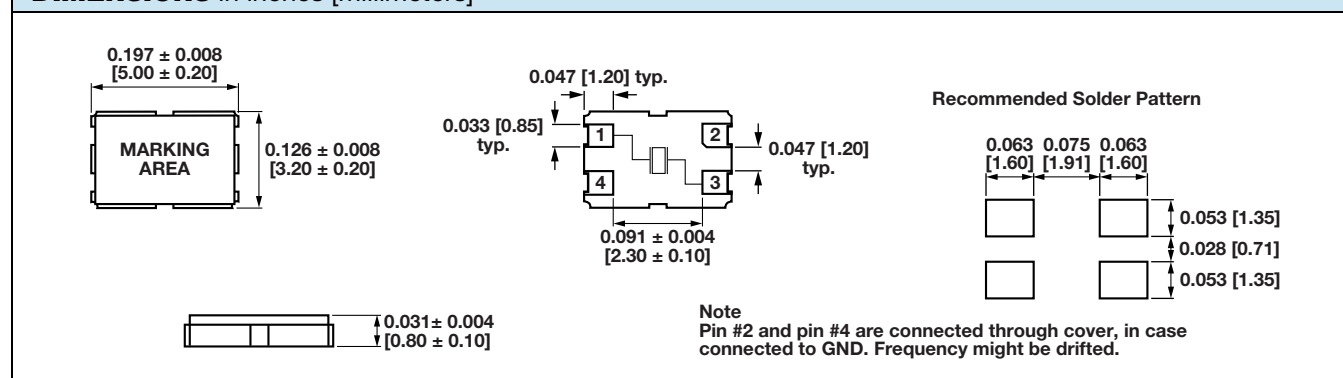 DIMENSIONS in inches [millimeters]
0.197 ± 0.008
[5.00 ± 0.20]
MARKING
AREA
0.126 ± 0.008
[3.20 ± 0.20]
0.031± 0.004
[0.80 ± 0.10]
0.047 [1.20] typ.
0.033 [0.85]
typ.
1
2
4
3
0.047 [1.20]
typ.
0.091 ± 0.004
[2.30 ± 0.10]
Recommended Solder Pattern
0.063 0.075 0.063
[1.60] [1.91] [1.60]
0.053 [1.35]
0.028 [0.71]
0.053 [1.35]
Note
Pin #2 and pin #4 are connected through cover, in case
connected to GND. Frequency might be drifted.